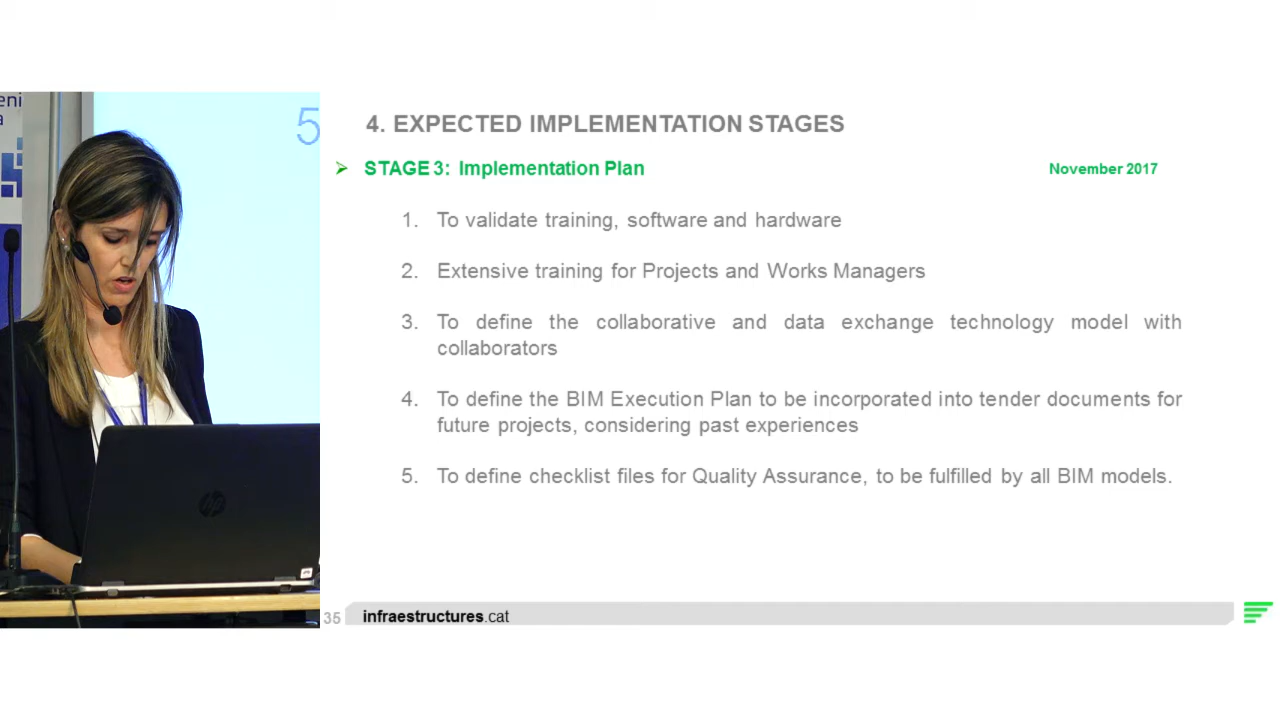 eni
a
5
4. EXPECTED IMPLEMENTATION STAGES
STAGE 3: Implementation Plan
November 2017
1. To validate training, software and hardware
2. Extensive training for Projects and Works Managers
3. To define the collaborative and data exchange technology model with
collaborators
4. To define the BIM Execution Plan to be incorporated into tender documents for
future projects, considering past experiences
5. To define checklist files for Quality Assurance, to be fulfilled by all BIM models.
hp
35
infraestructures.cat